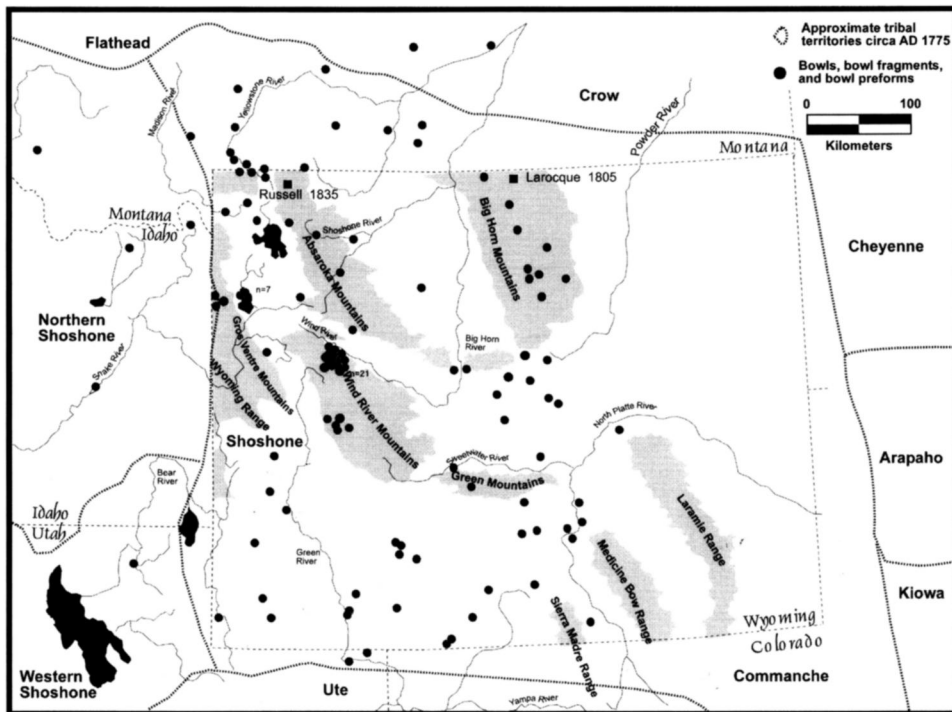 Flathead
Approximate tribal
territories circa AD 1775
Bowls, bowl fragments,
and bowl preforms
0 100
Kilometers
Crow
Madison River
Yellowstone River
Powder River
Montana
Russell 1835
Larocque 1805
Montana
Idaho
Shoshone River
Absaroka Mountains
Big Horn Mountains
Cheyenne
n=7
Northern
Shoshone
Gros Ventre Mountains
Wind River
Big Horn
River
Snake River
Wyoming Range
n=21
Wind River Mountains
North Platte River
Shoshone
Sweetwater River
Green Mountains
Arapaho
Bear
River
Laramie Range
Idaho
Utah
Green
River
Medicine Bow Range
Kiowa
Sierra Madre Range
Wyoming
Colorado
Western
Shoshone
Ute
Commanche
Yampa River